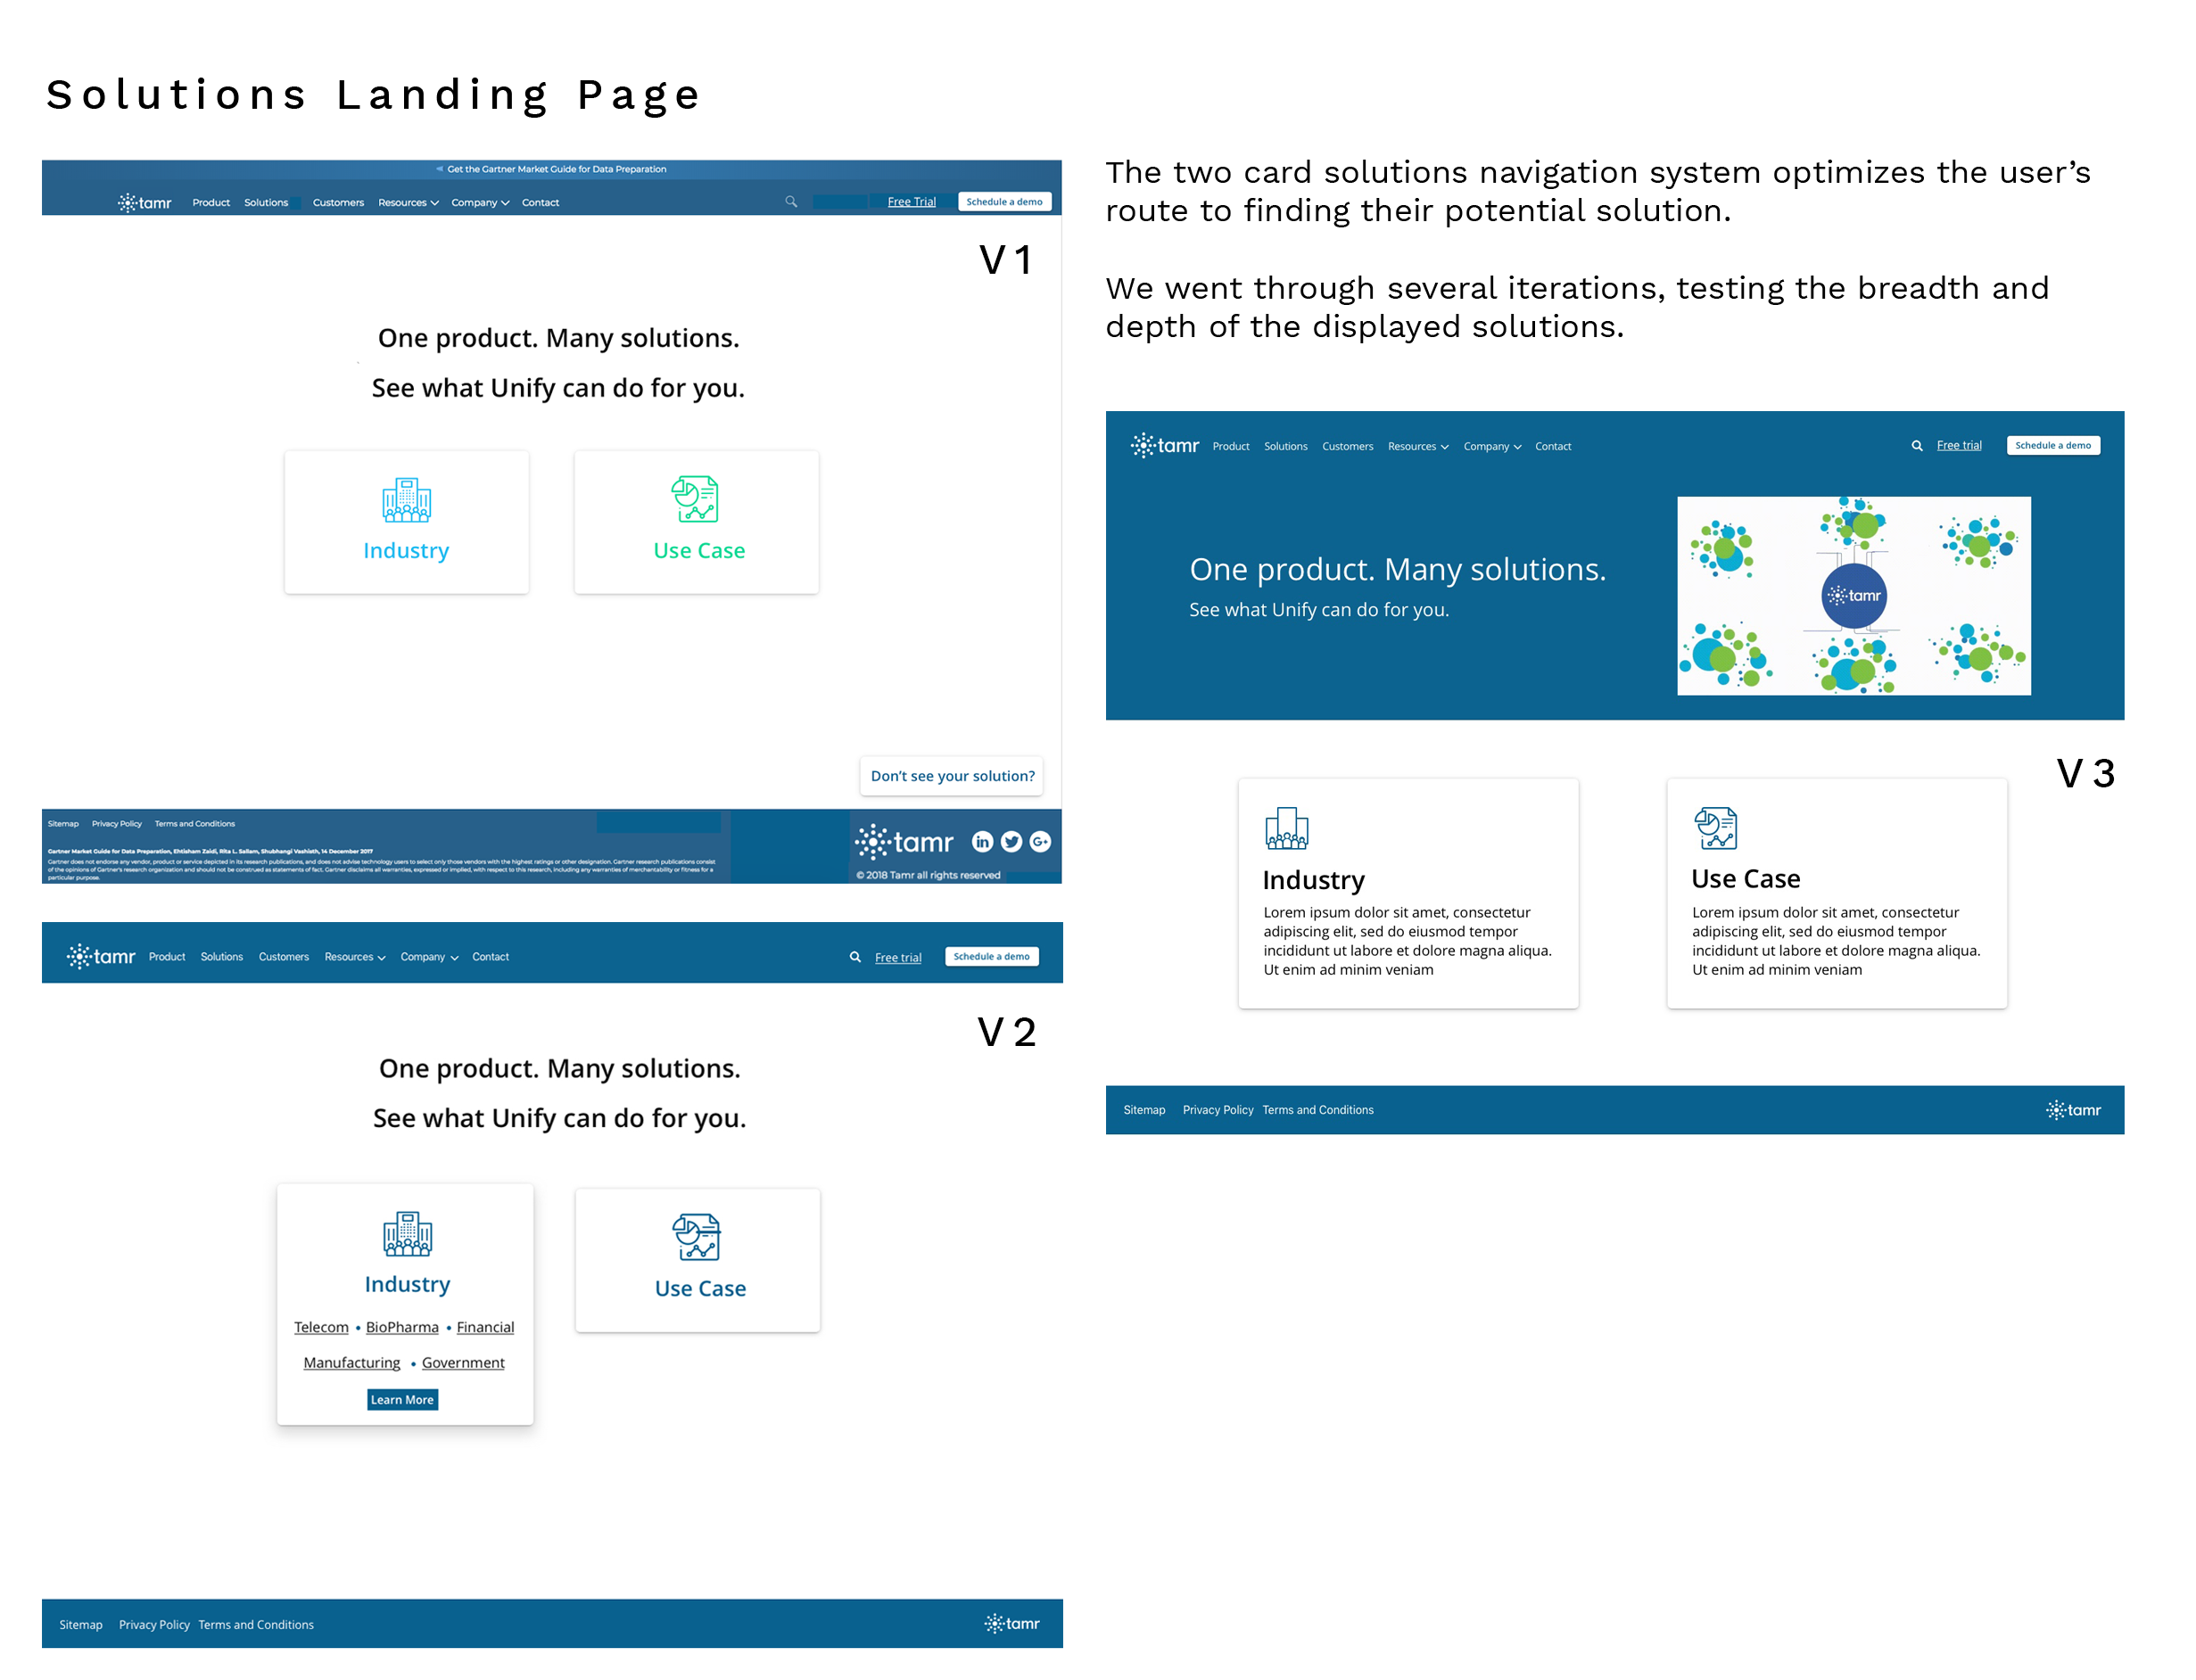 Solutions Landing Page
Get the Gartner Market Guide for Data Preparation
tamr Product Solutions Customers Resources Company Contact Free Trial Schedule a demo
V1
One product. Many solutions.
See what Unify can do for you.
Industry Use Case
Don't see your solution?
Sitemap Privacy Policy Terms and Conditions
Gartner Market Guide for Data Preparation, Ehtisham Zaidi, Rita L. Sallam, Shubhangi Vashisth, 14 December 2017
Gartner does not endorse any vendor, product or service depicted in its research publications, and does not advise technology users to select only those vendors with the highest ratings or other designation. Gartner research publications consist
of the opinions of Gartner's research organization and should not be construed as statements of fact. Gartner disclaims all warranties, expressed or implied, with respect to this research, including any warranties of merchantability or fitness for a
particular purpose.
tamr in G+
© 2018 Tamr all rights reserved
tamr Product Solutions Customers Resources Company Contact Free trial Schedule a demo
V2
One product. Many solutions.
See what Unify can do for you.
Industry
Telecom • BioPharma • Financial
Manufacturing • Government
Learn More
Use Case
Sitemap Privacy Policy Terms and Conditions tamr
The two card solutions navigation system optimizes the user's
route to finding their potential solution.
We went through several iterations, testing the breadth and
depth of the displayed solutions.
tamr Product Solutions Customers Resources Company Contact Free trial Schedule a demo
One product. Many solutions.
See what Unify can do for you.
tamr
V3
Industry
Lorem ipsum dolor sit amet, consectetur
adipiscing elit, sed do eiusmod tempor
incididunt ut labore et dolore magna aliqua.
Ut enim ad minim veniam
Use Case
Lorem ipsum dolor sit amet, consectetur
adipiscing elit, sed do eiusmod tempor
incididunt ut labore et dolore magna aliqua.
Ut enim ad minim veniam
Sitemap Privacy Policy Terms and Conditions tamr